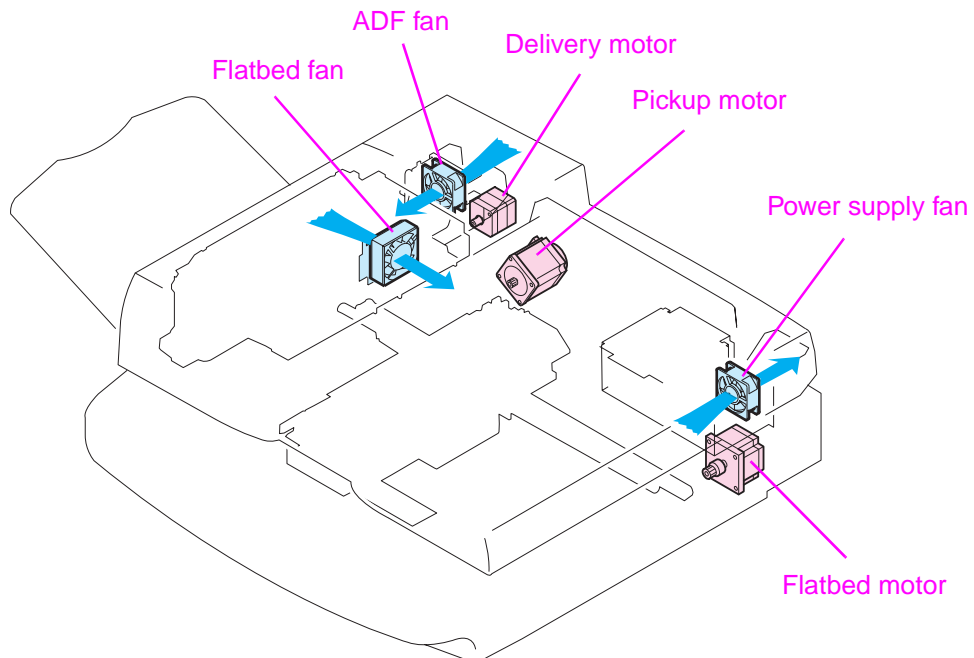 ADF fan
Delivery motor
Flatbed fan
Pickup motor
Power supply fan
Flatbed motor